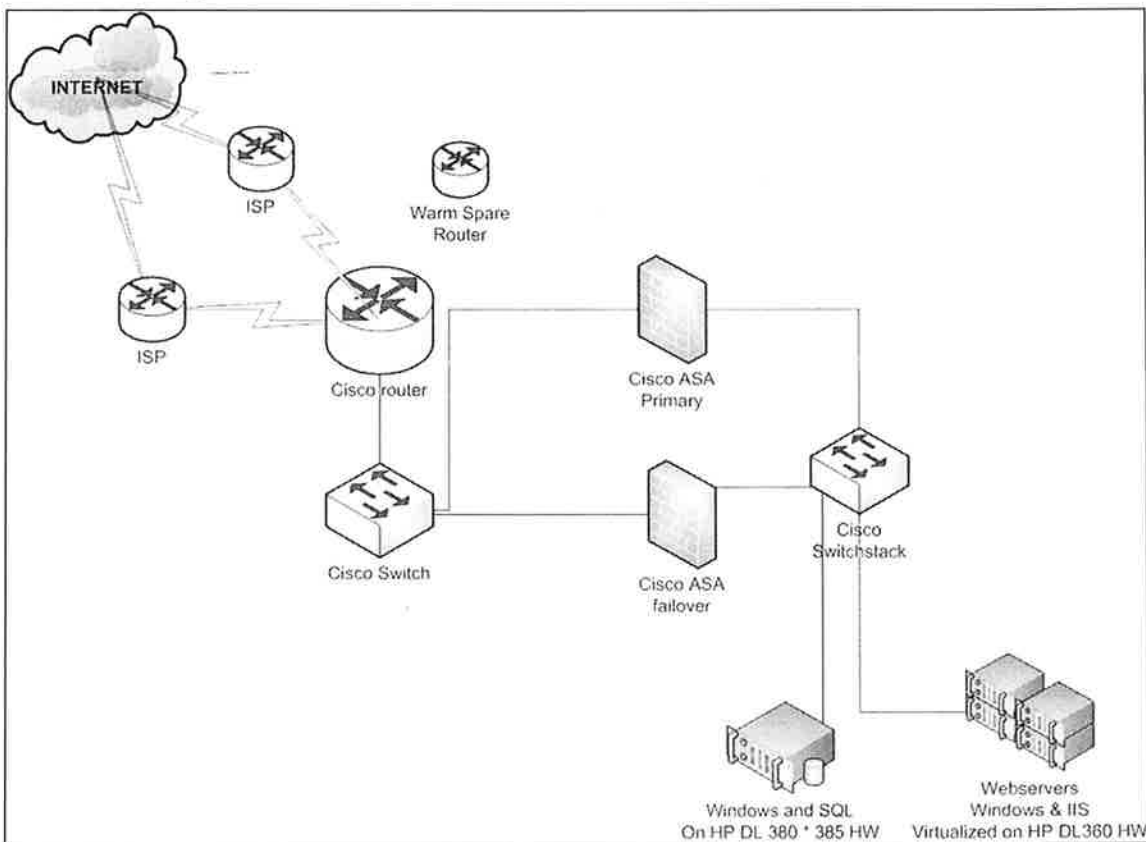 INTERNET
ISP
Warm Spare
Router
ISP
Cisco router
Cisco ASA
Primary
Cisco Switch
Cisco ASA
failover
Cisco
Switchstack
Windows and SQL
On HP DL 380 * 385 HW
Webservers
Windows & IIS
Virtualized on HP DL360 HW